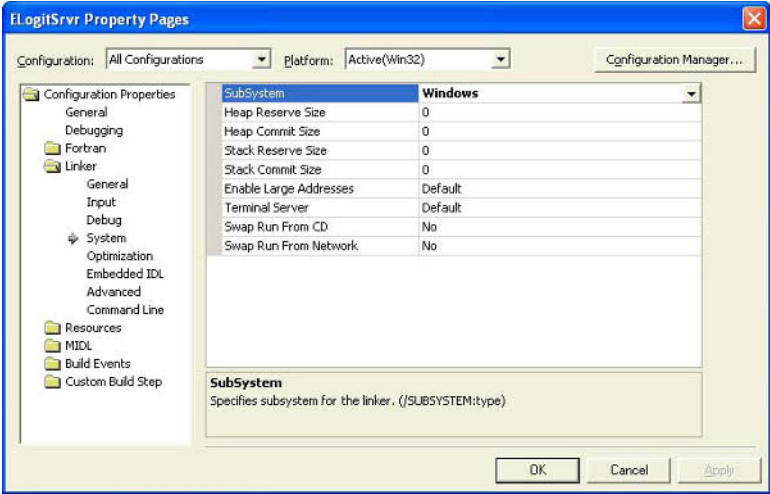 ELogitSrvr Property Pages
Configuration: All Configurations Platform: Active(Win32) Configuration Manager...
Configuration Properties
General
Debugging
Fortran
Linker
General
Input
Debug
System
Optimization
Embedded IDL
Advanced
Command Line
Resources
MIDL
Build Events
Custom Build Step
SubSystem Windows
Heap Reserve Size 0
Heap Commit Size 0
Stack Reserve Size 0
Stack Commit Size 0
Enable Large Addresses Default
Terminal Server Default
Swap Run From CD No
Swap Run From Network No
SubSystem
Specifies subsystem for the linker. (/SUBSYSTEM:type)
OK Cancel Apply